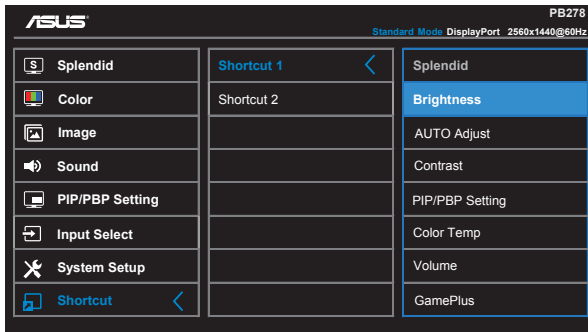 PB278
ASUS
Standard Mode DisplayPort 2560x1440@60Hz
S Splendid
Color
Image
Sound
PIP/PBP Setting
Input Select
System Setup
Shortcut
Shortcut 1
Shortcut 2
Splendid
Brightness
AUTO Adjust
Contrast
PIP/PBP Setting
Color Temp
Volume
GamePlus